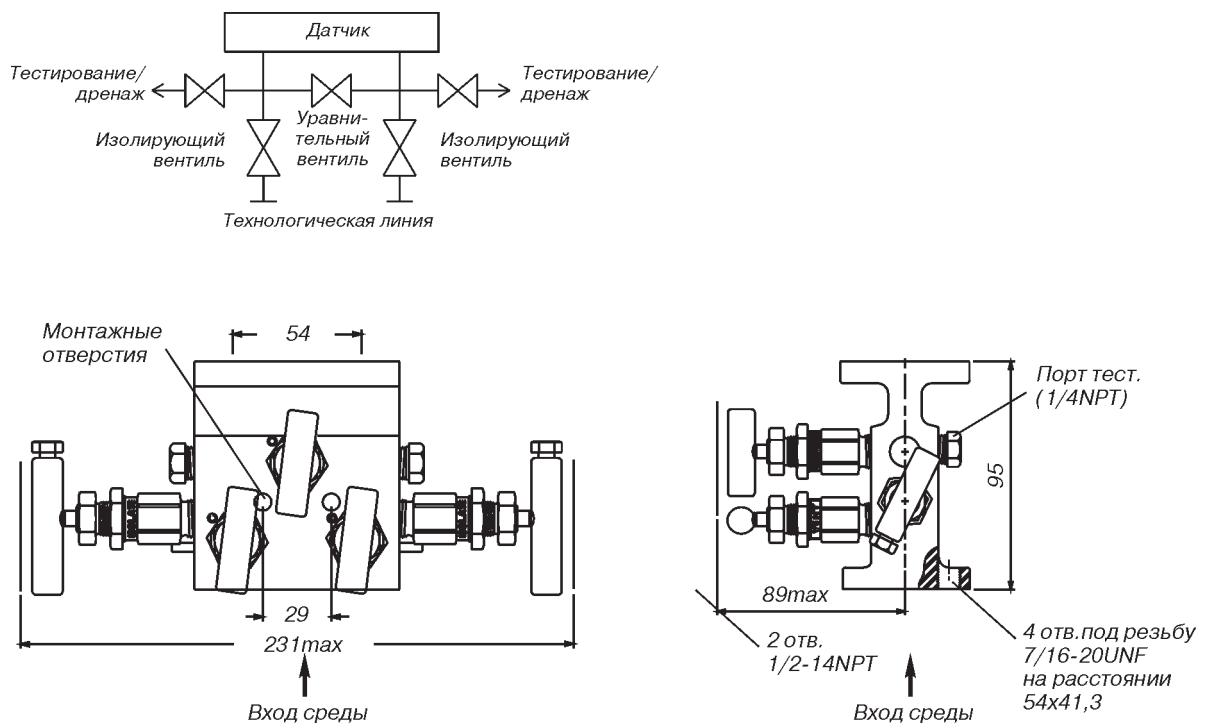 Датчик
Тестирование/
дренаж
Тестирование/
дренаж
Изолирующий
вентиль
Уравни-
тельный
вентиль
Изолирующий
вентиль
Технологическая линия
Монтажные
отверстия
54
29
231max
Вход среды
Порт тест.
(1/4NPT)
95
89max
2 отв.
1/2-14NPT
4 отв.под резьбу
7/16-20UNF
на расстоянии
54x41,3
Вход среды